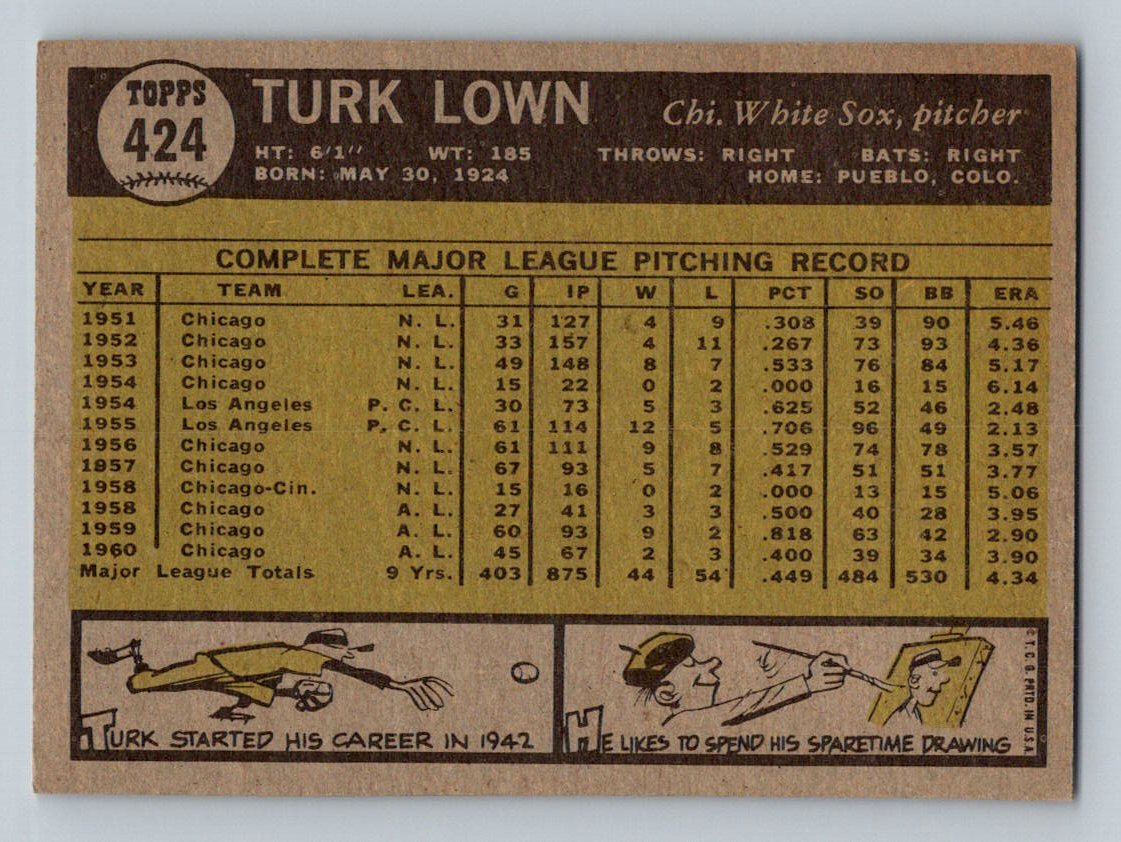 TOPPS
424
TURK LOWN
Chi. White Sox, pitcher
HT: 6'1" WT: 185 THROWS: RIGHT BATS: RIGHT
BORN: MAY 30, 1924 HOME: PUEBLO, COLO.
COMPLETE MAJOR LEAGUE PITCHING RECORD
YEAR TEAM LEA. G IP W L PCT SO BB ERA
1951 Chicago N. L. 31 127 4 9 .308 39 90 5.46
1952 Chicago N. L. 33 157 4 11 .267 73 93 4.36
1953 Chicago N. L. 49 148 8 7 .533 76 84 5.17
1954 Chicago N. L. 15 22 0 2 .000 16 15 6.14
1954 Los Angeles P. C. L. 30 73 5 3 .625 52 46 2.48
1955 Los Angeles P. C. L. 61 114 12 5 .706 96 49 2.13
1956 Chicago N. L. 61 111 9 8 .529 74 78 3.57
1857 Chicago N. L. 67 93 5 7 .417 51 51 3.77
1958 Chicago-Cin. N. L. 15 16 0 2 .000 13 15 5.06
1958 Chicago A. L. 27 41 3 3 .500 40 28 3.95
1959 Chicago A. L. 60 93 9 2 .818 63 42 2.90
1960 Chicago A. L. 45 67 2 3 .400 39 34 3.90
Major League Totals 9 Yrs. 403 875 44 54 .449 484 530 4.34
TURK STARTED HIS CAREER IN 1942
HE LIKES TO SPEND HIS SPARETIME DRAWING
© T.C.G. PRTD. IN U.S.A.